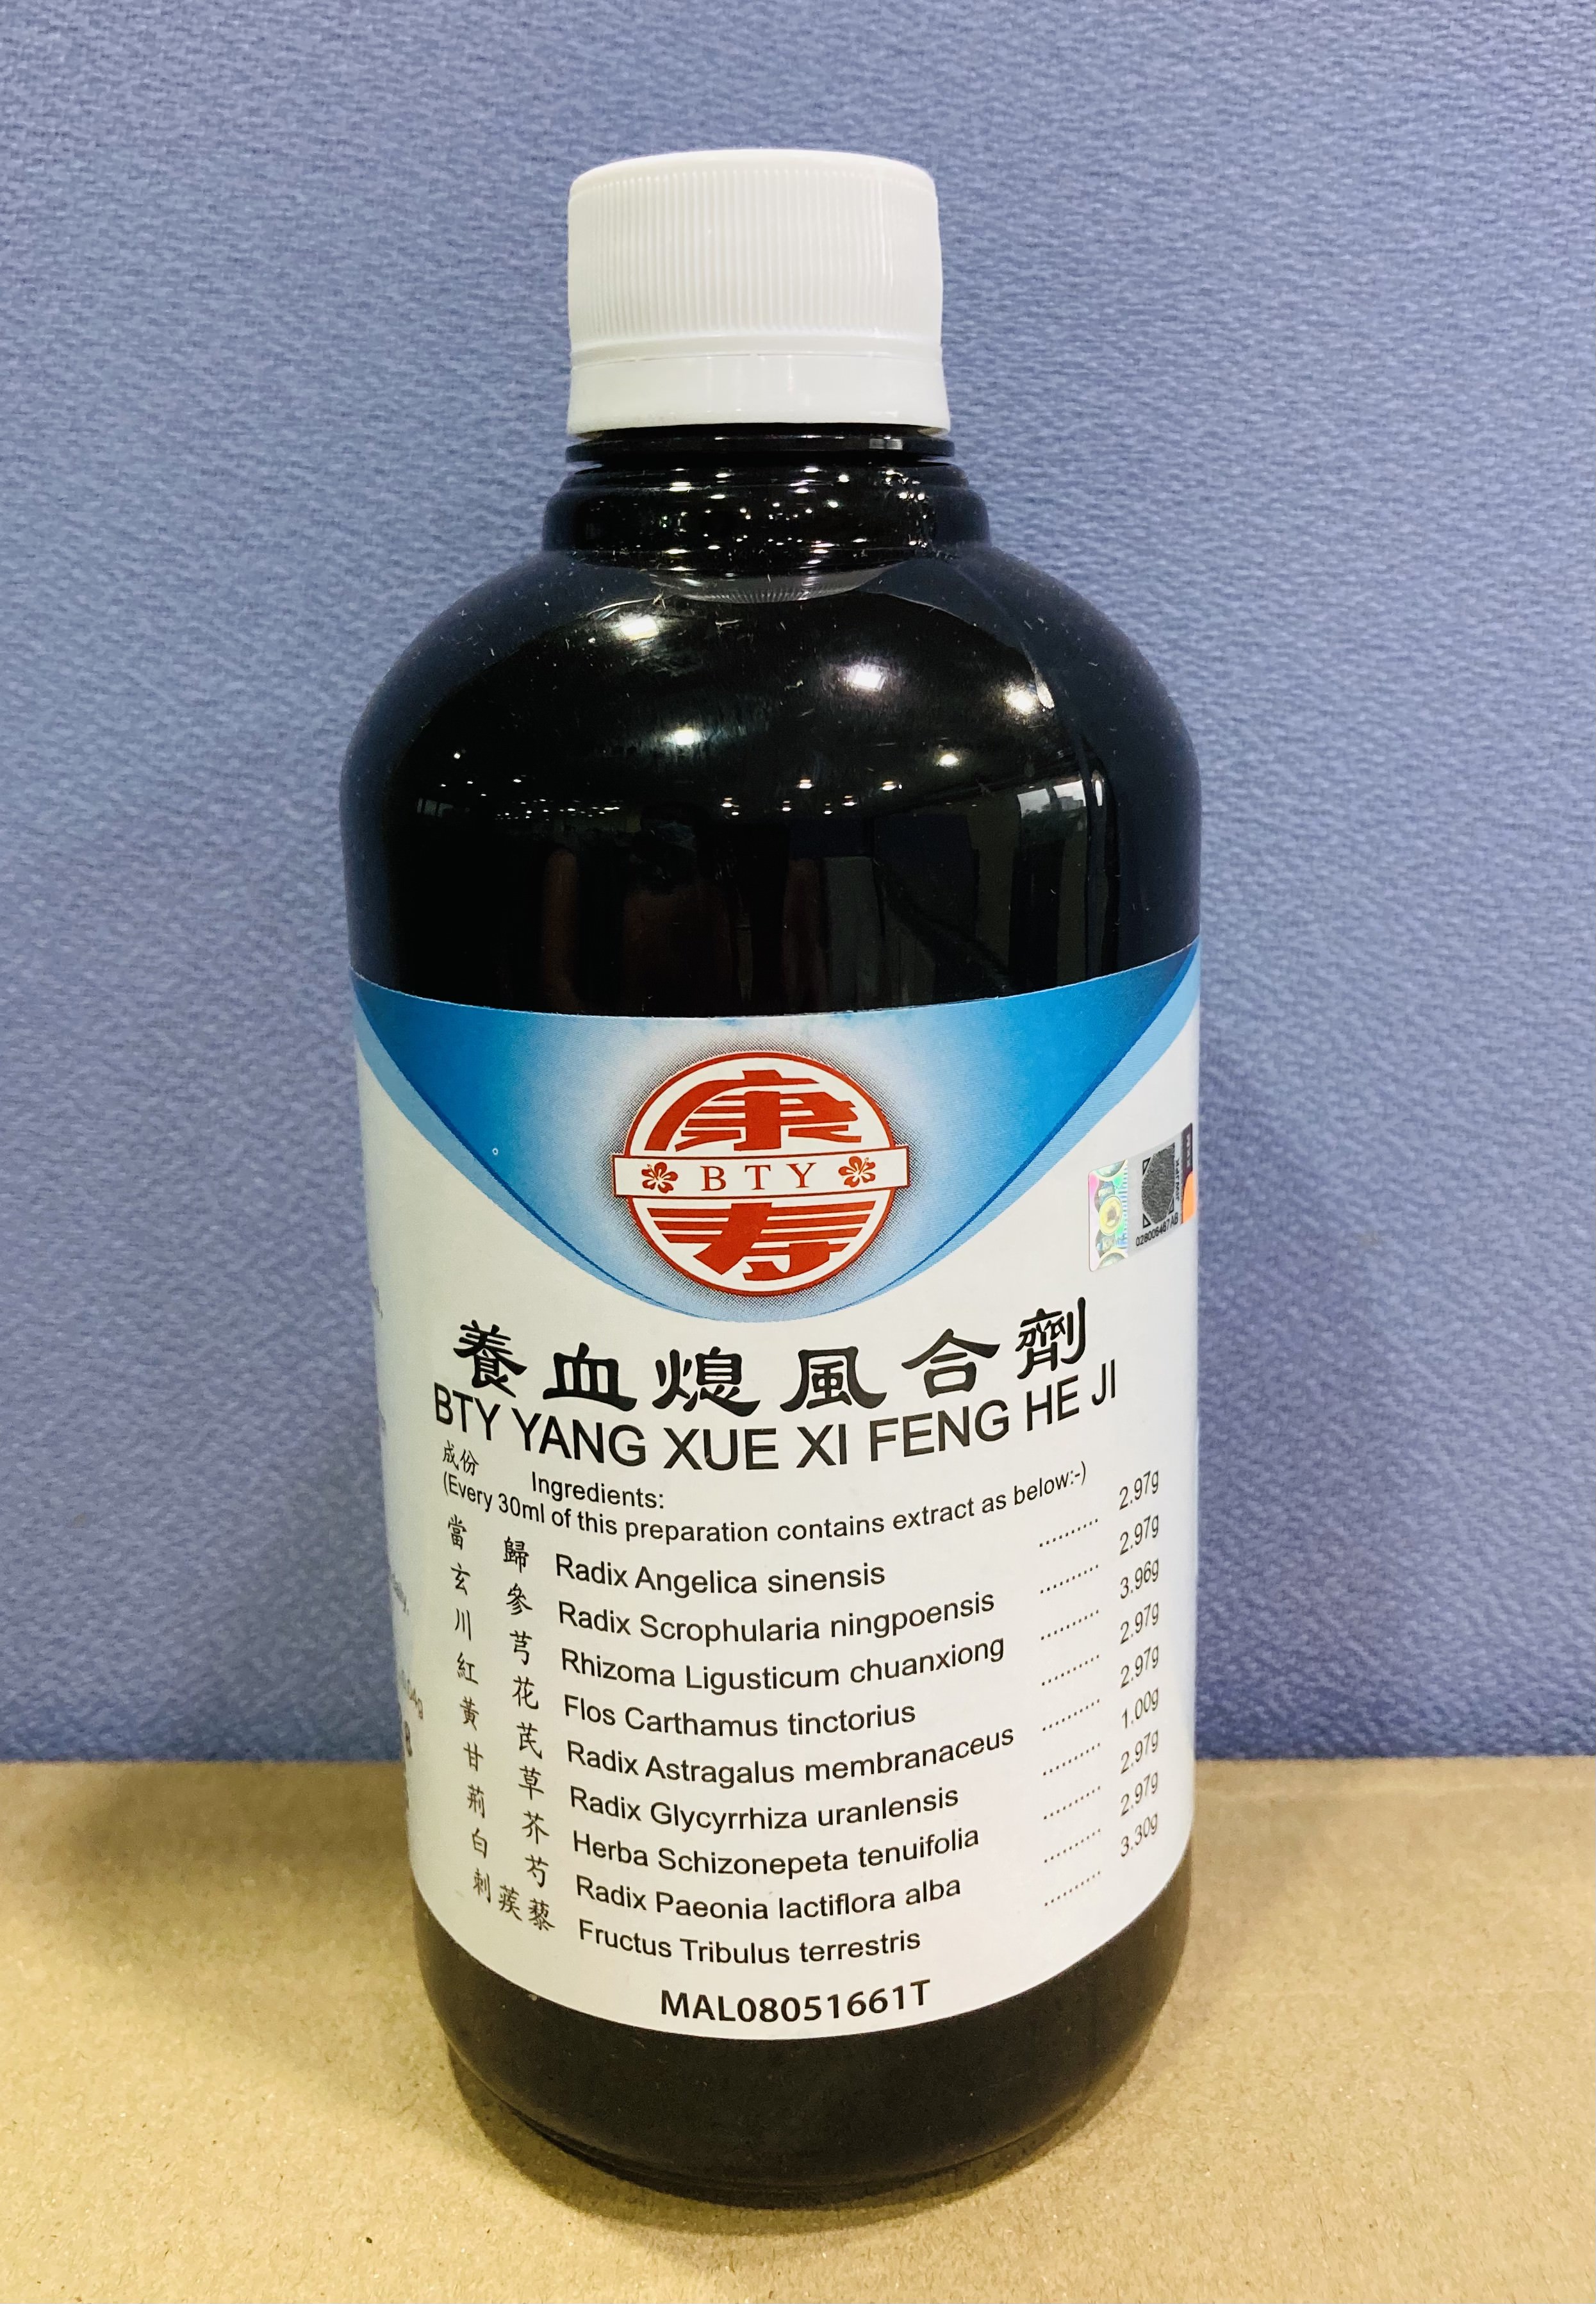 康
BTY
寿
028006487AB
養血熄風合劑
BTY YANG XUE XI FENG HE JI
成份 Ingredients:
(Every 30ml of this preparation contains extract as below:-)
當歸 Radix Angelica sinensis .......... 2.97g
玄參 Radix Scrophularia ningpoensis .......... 2.97g
川芎 Rhizoma Ligusticum chuanxiong .......... 3.96g
紅花 Flos Carthamus tinctorius .......... 2.97g
黃芪 Radix Astragalus membranaceus .......... 2.97g
甘草 Radix Glycyrrhiza uranlensis .......... 1.00g
荊芥 Herba Schizonepeta tenuifolia .......... 2.97g
白芍 Radix Paeonia lactiflora alba .......... 2.97g
刺蒺藜 Fructus Tribulus terrestris .......... 3.30g
MAL08051661T